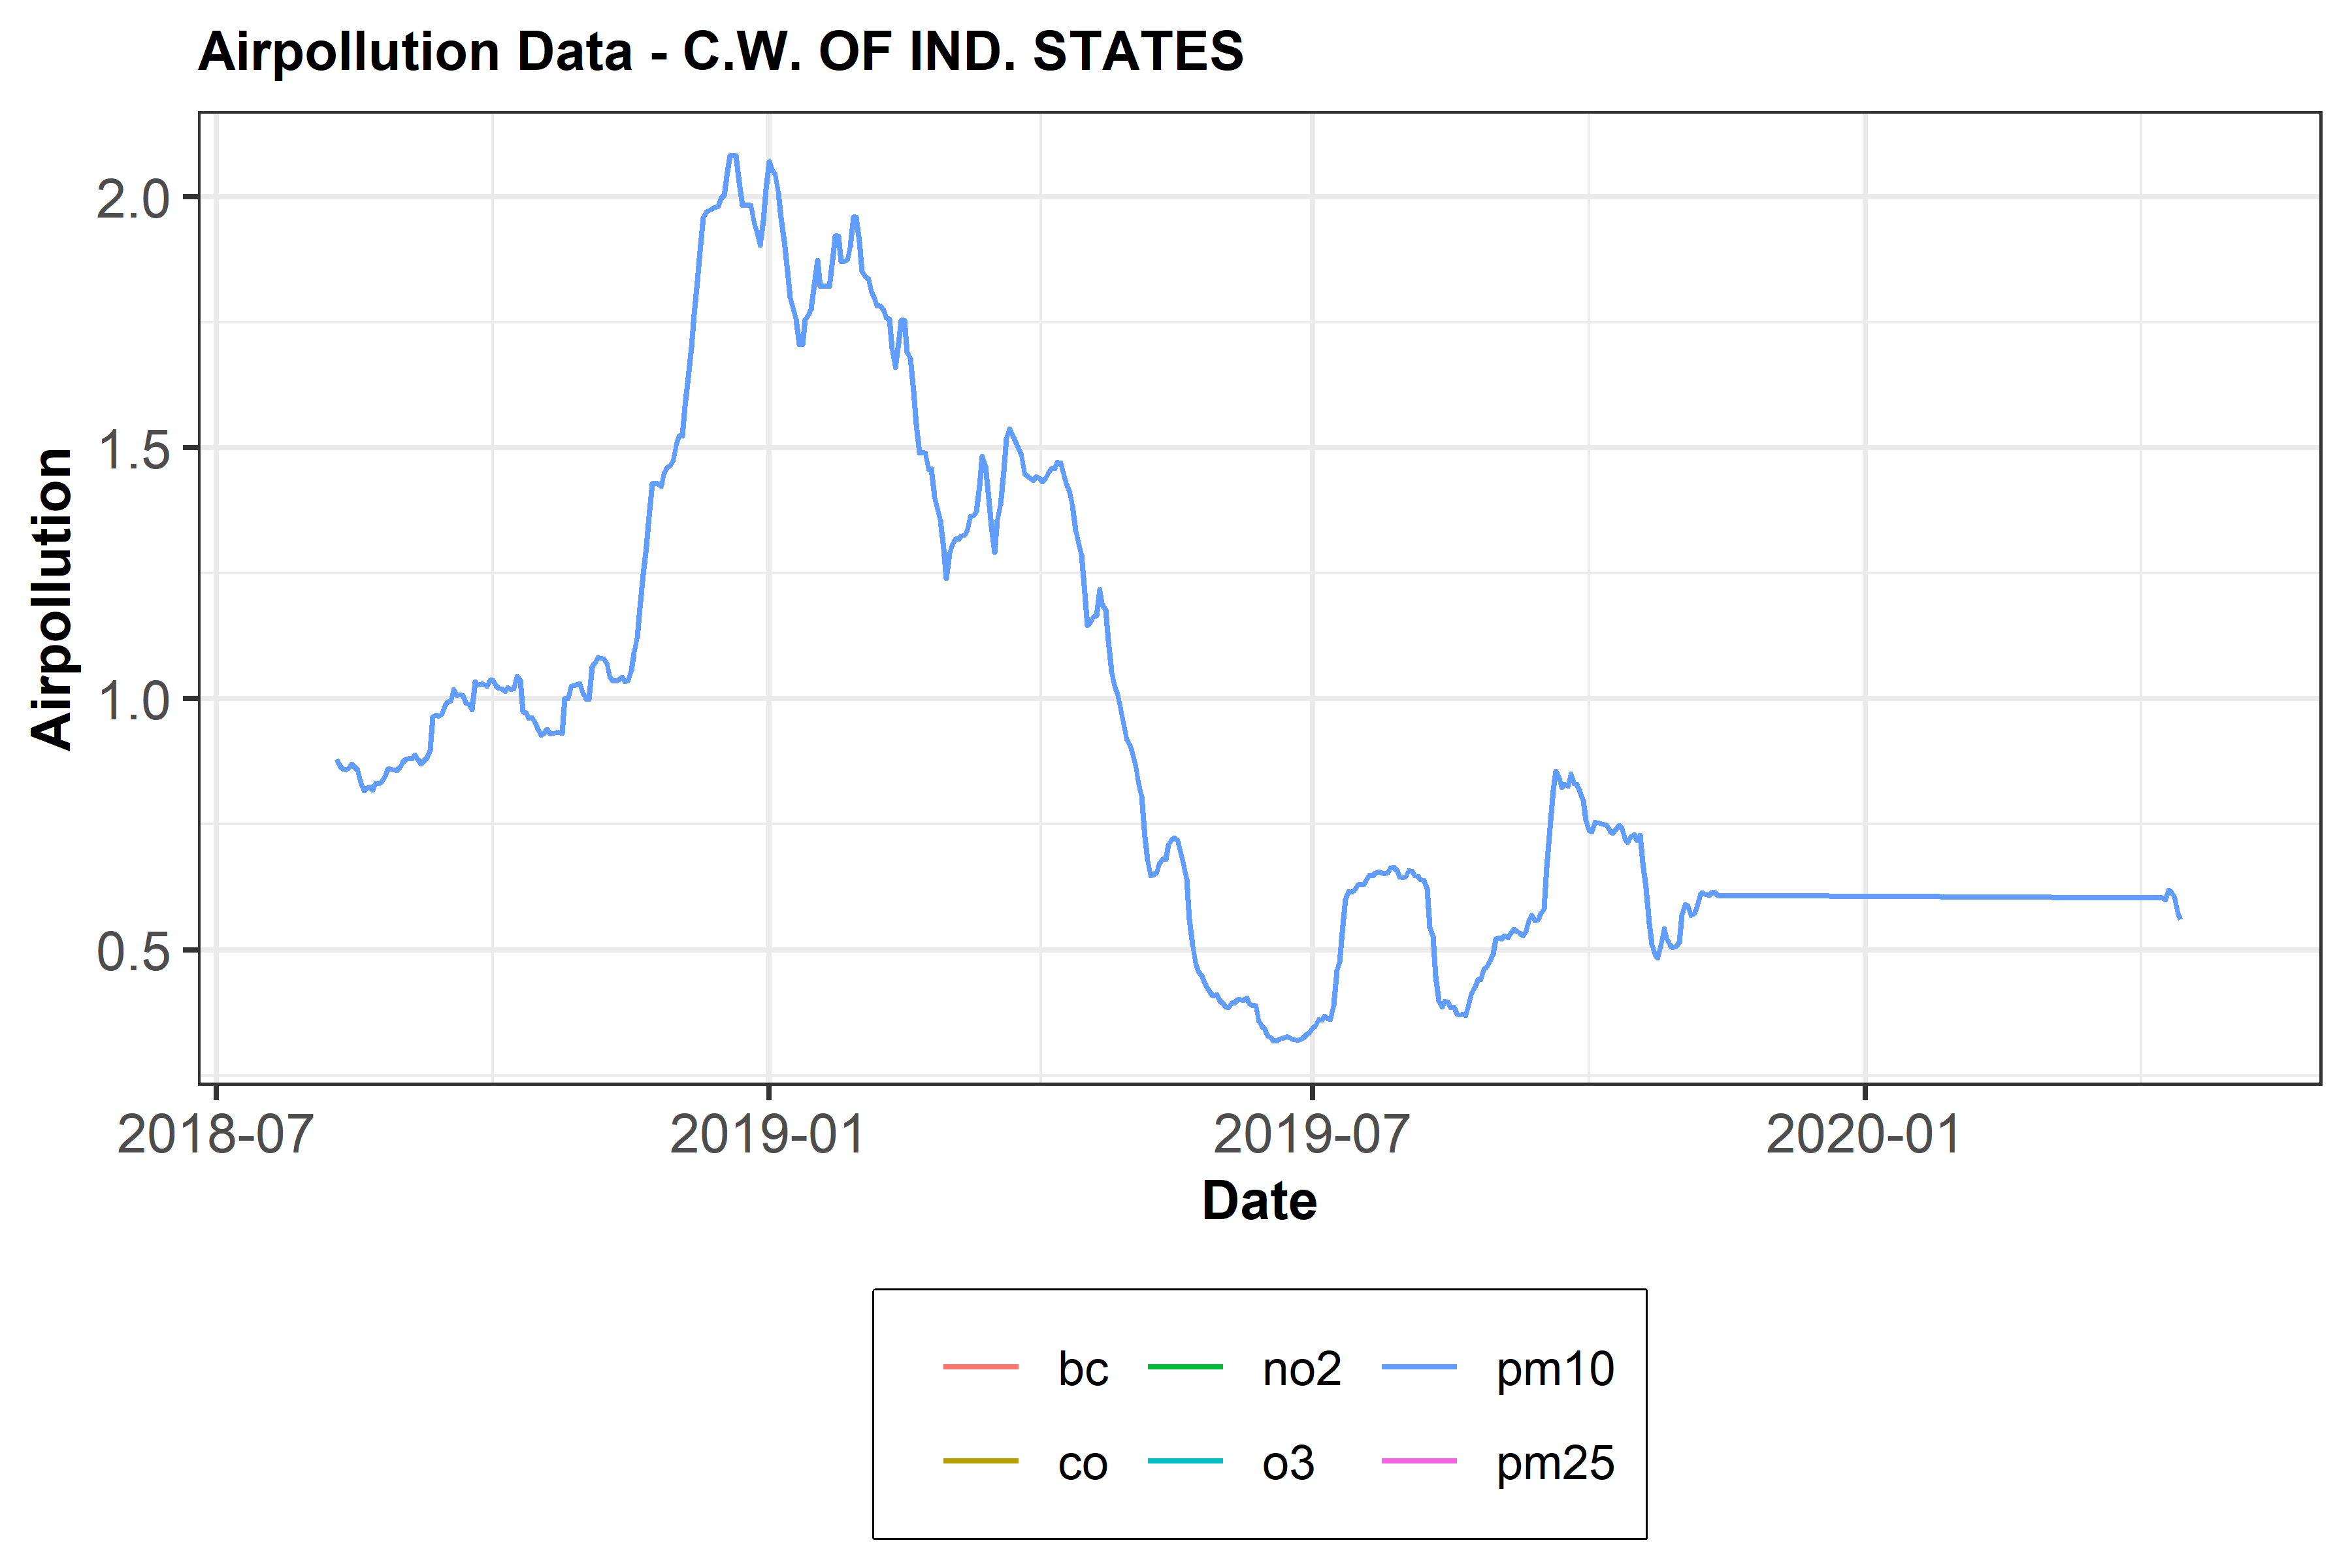 Airpollution Data - C.W. OF IND. STATES
Airpollution
2.0
1.5
1.0
0.5
2018-07 2019-01 2019-07 2020-01
Date
bc no2 pm10
co o3 pm25